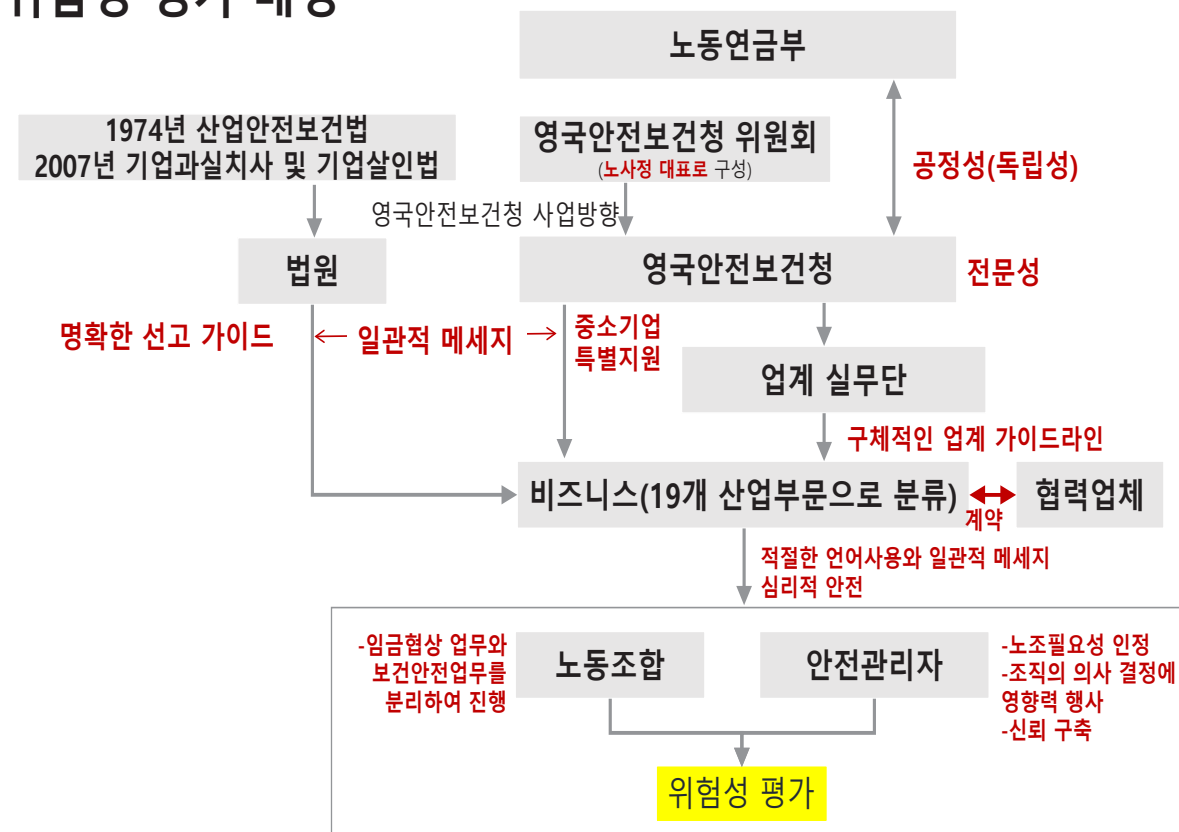 노동연금부
1974년 산업안전보건법
2007년 기업과실치사 및 기업살인법
영국안전보건청 위원회
(노사정 대표로 구성)
공정성(독립성)
영국안전보건청 사업방향
법원
영국안전보건청
전문성
명확한 선고 가이드
일관적 메세지
중소기업
특별지원
업계 실무단
구체적인 업계 가이드라인
비즈니스(19개 산업부문으로 분류)
계약
협력업체
적절한 언어사용와 일관적 메세지
심리적 안전
-임금협상 업무와
보건안전업무를
분리하여 진행
노동조합
안전관리자
-노조필요성 인정
-조직의 의사 결정에
영향력 행사
-신뢰 구축
위험성 평가